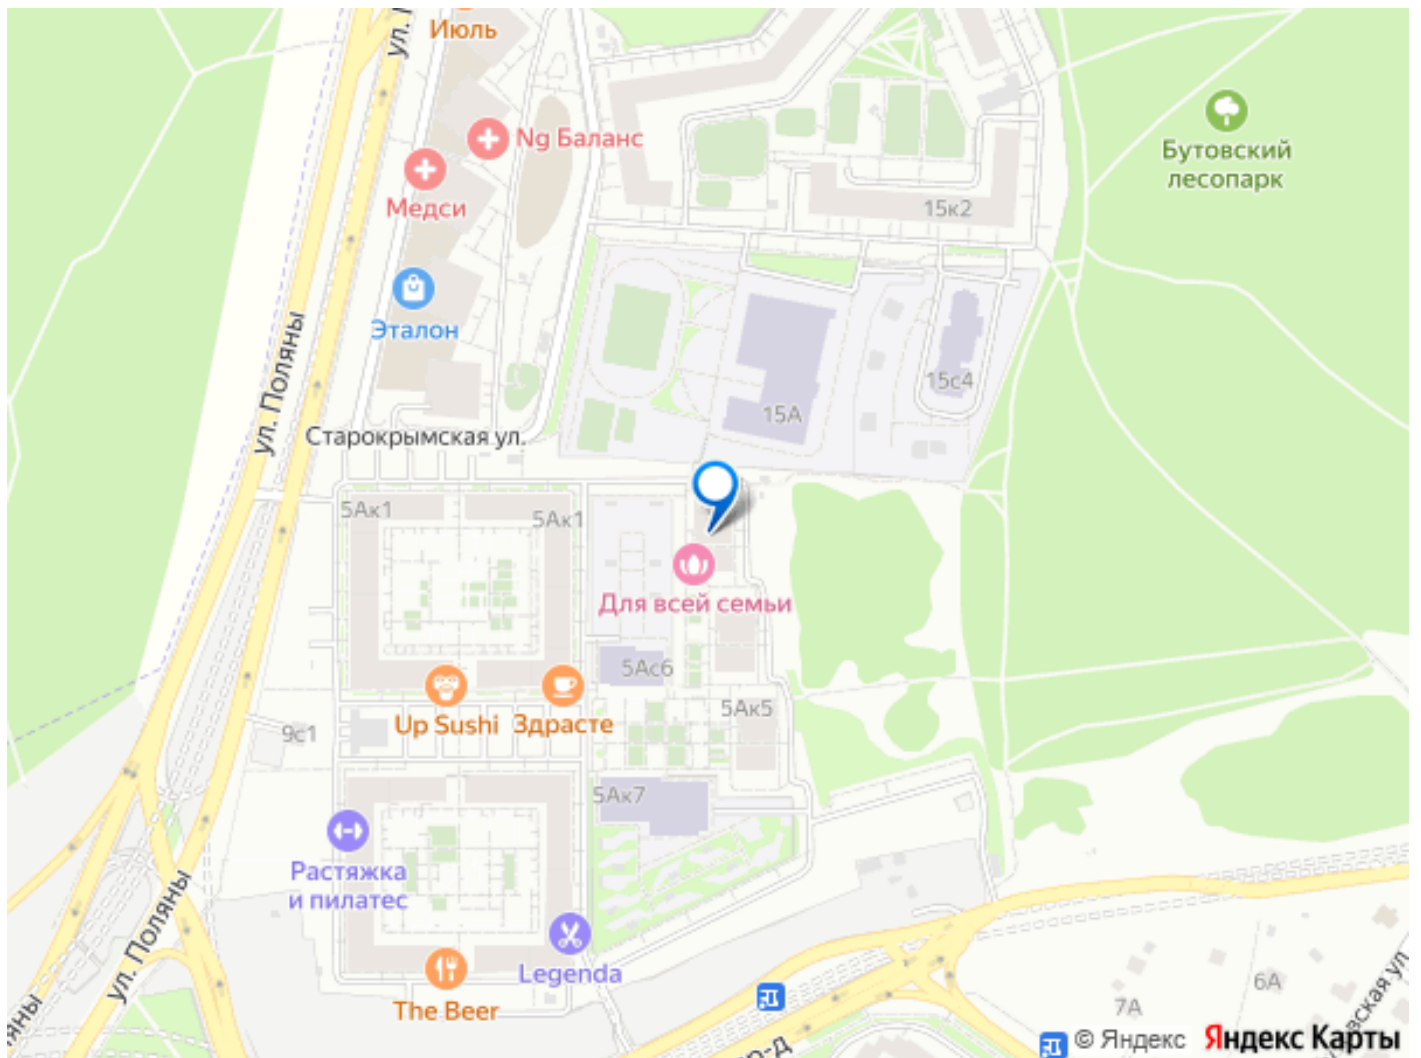 Июль
ул. П
Ng Баланс
Медси
Бутовский
лесопарк
15к2
Эталон
ул. Поляны
15с4
15А
Старокрымская ул.
5Ак1
5Ак1
Для всей семьи
5Ас6
Up Sushi
Здрасте
5Ак5
9с1
5Ак7
Растяжка
и пилатес
ул. Поляны
Legenda
The Beer
6А
7А
© Яндекс
Яндекс Карты